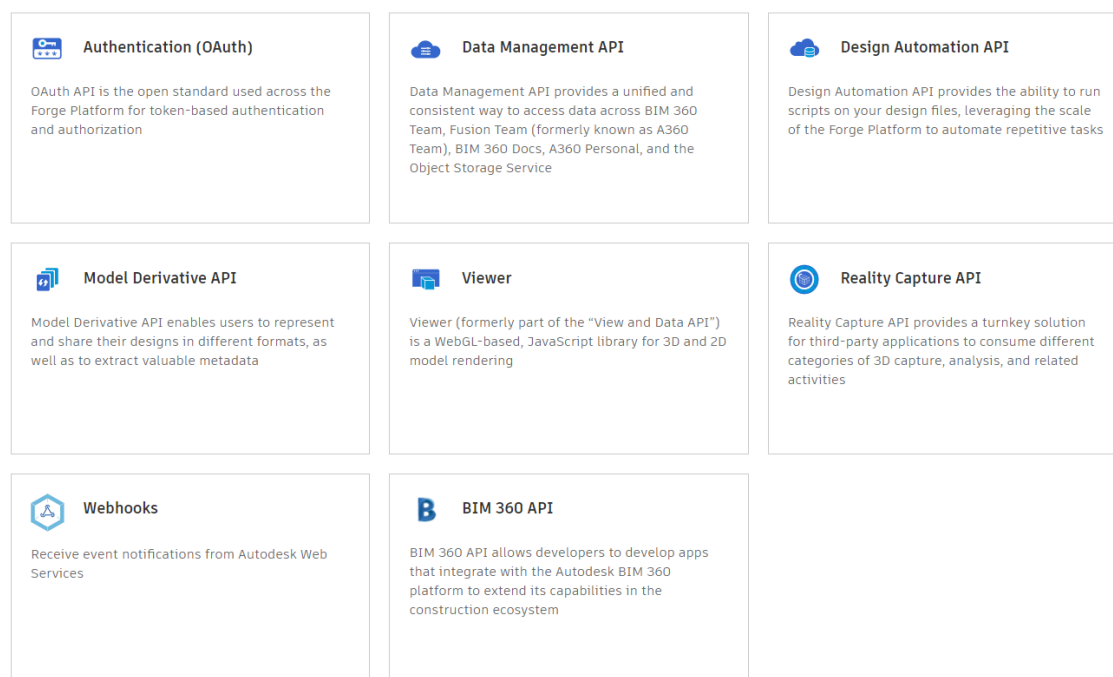 Authentication (OAuth)
OAuth API is the open standard used across the
Forge Platform for token-based authentication
and authorization
Data Management API
Data Management API provides a unified and
consistent way to access data across BIM 360
Team, Fusion Team (formerly known as A360
Team), BIM 360 Docs, A360 Personal, and the
Object Storage Service
Design Automation API
Design Automation API provides the ability to run
scripts on your design files, leveraging the scale
of the Forge Platform to automate repetitive tasks
Model Derivative API
Model Derivative API enables users to represent
and share their designs in different formats, as
well as to extract valuable metadata
Viewer
Viewer (formerly part of the “View and Data API”)
is a WebGL-based, JavaScript library for 3D and 2D
model rendering
Reality Capture API
Reality Capture API provides a turnkey solution
for third-party applications to consume different
categories of 3D capture, analysis, and related
activities
Webhooks
Receive event notifications from Autodesk Web
Services
B
BIM 360 API
BIM 360 API allows developers to develop apps
that integrate with the Autodesk BIM 360
platform to extend its capabilities in the
construction ecosystem